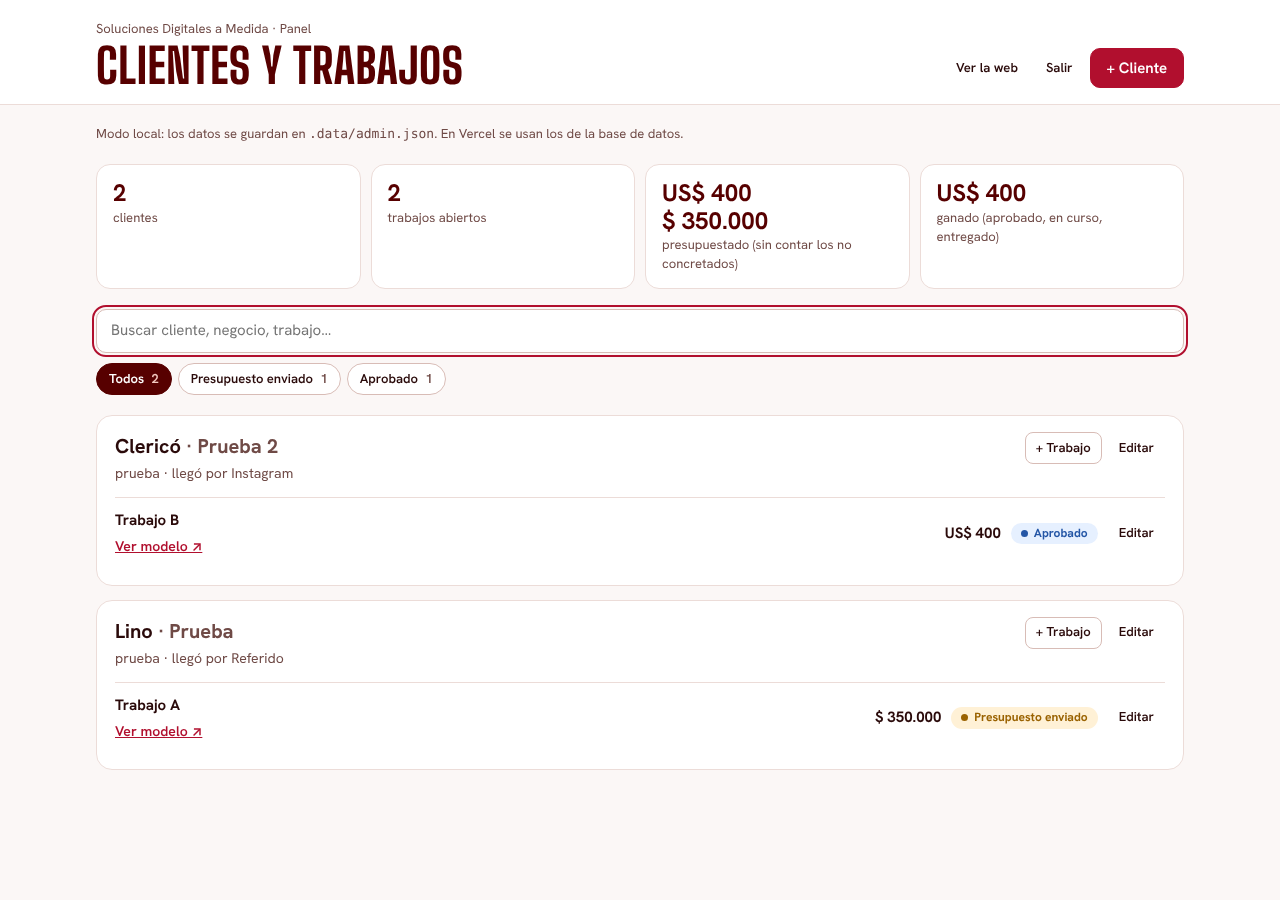 Soluciones Digitales a Medida · Panel
CLIENTES Y TRABAJOS
Ver la web
Salir
+ Cliente
Modo local: los datos se guardan en .data/admin.json. En Vercel se usan los de la base de datos.
2
clientes
2
trabajos abiertos
US$ 400
$ 350.000
presupuestado (sin contar los no
concretados)
US$ 400
ganado (aprobado, en curso,
entregado)
Buscar cliente, negocio, trabajo...
Todos 2
Presupuesto enviado 1
Aprobado 1
Clericó · Prueba 2
+ Trabajo
Editar
prueba · llegó por Instagram
Trabajo B
US$ 400
Aprobado
Editar
Ver modelo ↗
Lino · Prueba
+ Trabajo
Editar
prueba · llegó por Referido
Trabajo A
$ 350.000
Presupuesto enviado
Editar
Ver modelo ↗